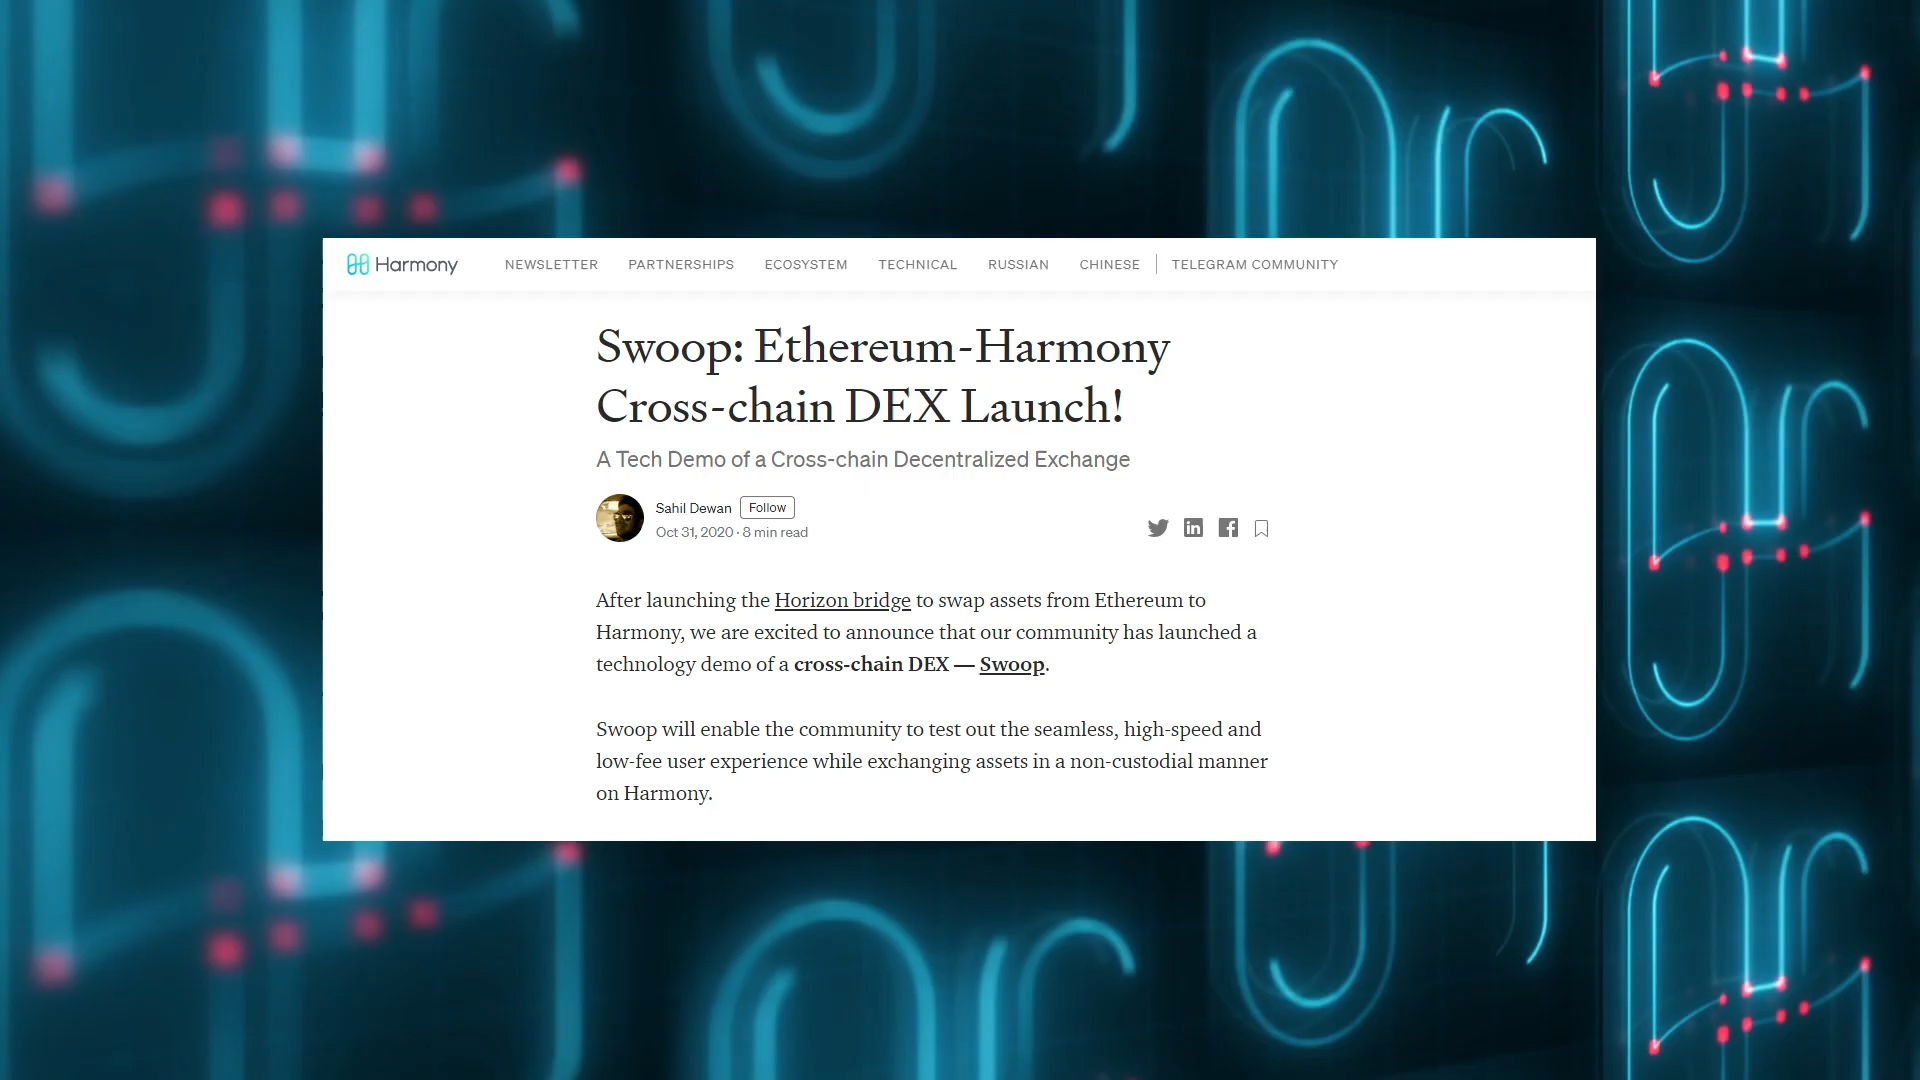 Harmony
NEWSLETTER PARTNERSHIPS ECOSYSTEM TECHNICAL RUSSIAN CHINESE TELEGRAM COMMUNITY
Swoop: Ethereum-Harmony
Cross-chain DEX Launch!
A Tech Demo of a Cross-chain Decentralized Exchange
Sahil Dewan Follow
Oct 31, 2020 · 8 min read
After launching the Horizon bridge to swap assets from Ethereum to
Harmony, we are excited to announce that our community has launched a
technology demo of a cross-chain DEX — Swoop.
Swoop will enable the community to test out the seamless, high-speed and
low-fee user experience while exchanging assets in a non-custodial manner
on Harmony.